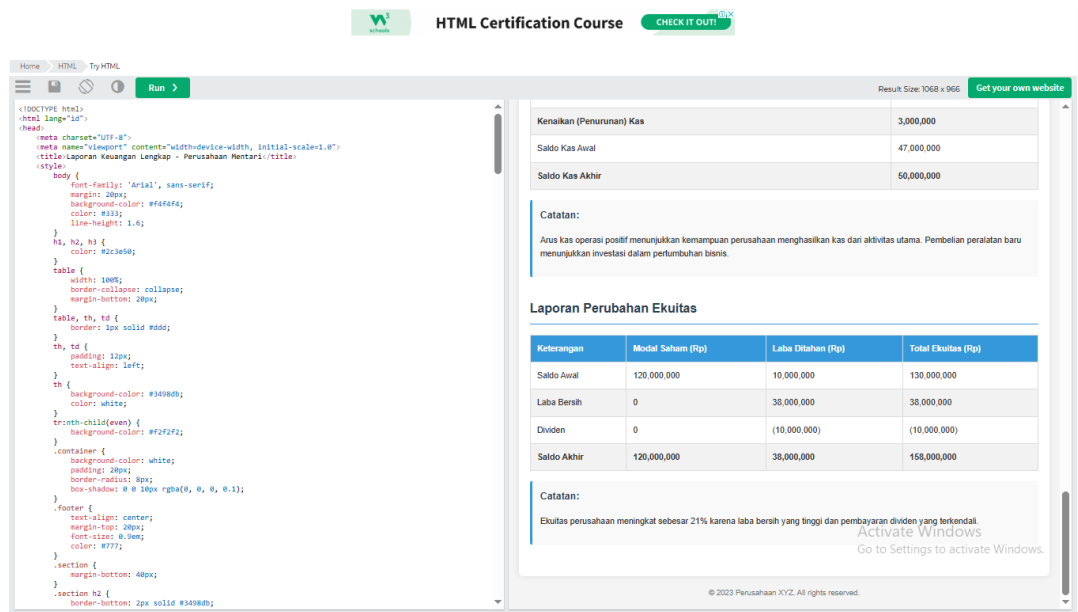 W3
schools
HTML Certification Course
CHECK IT OUT!
Home HTML Try HTML
Run ❯
Result Size: 1068 x 966
Get your own website
<!DOCTYPE html>
<html lang="id">
<head>
<meta charset="UTF-8">
<meta name="viewport" content="width=device-width, initial-scale=1.0">
<title>Laporan Keuangan Lengkap - Perusahaan Mentari</title>
<style>
body {
font-family: 'Arial', sans-serif;
margin: 20px;
background-color: #f4f4f4;
color: #333;
line-height: 1.6;
}
h1, h2, h3 {
color: #2c3e50;
}
table {
width: 100%;
border-collapse: collapse;
margin-bottom: 20px;
}
table, th, td {
border: 1px solid #ddd;
}
th, td {
padding: 12px;
text-align: left;
}
th {
background-color: #3498db;
color: white;
}
tr:nth-child(even) {
background-color: #f2f2f2;
}
.container {
background-color: white;
padding: 20px;
border-radius: 8px;
box-shadow: 0 0 10px rgba(0, 0, 0, 0.1);
}
.footer {
text-align: center;
margin-top: 20px;
font-size: 0.9em;
color: #777;
}
.section {
margin-bottom: 40px;
}
.section h2 {
border-bottom: 2px solid #3498db;
Kenaikan (Penurunan) Kas 3,000,000
Saldo Kas Awal 47,000,000
Saldo Kas Akhir 50,000,000
Catatan:
Arus kas operasi positif menunjukkan kemampuan perusahaan menghasilkan kas dari aktivitas utama. Pembelian peralatan baru
menunjukkan investasi dalam pertumbuhan bisnis.
Laporan Perubahan Ekuitas
Keterangan Modal Saham (Rp) Laba Ditahan (Rp) Total Ekuitas (Rp)
Saldo Awal 120,000,000 10,000,000 130,000,000
Laba Bersih 0 38,000,000 38,000,000
Dividen 0 (10,000,000) (10,000,000)
Saldo Akhir 120,000,000 38,000,000 158,000,000
Catatan:
Ekuitas perusahaan meningkat sebesar 21% karena laba bersih yang tinggi dan pembayaran dividen yang terkendali.
Activate Windows
Go to Settings to activate Windows.
© 2023 Perusahaan XYZ. All rights reserved.